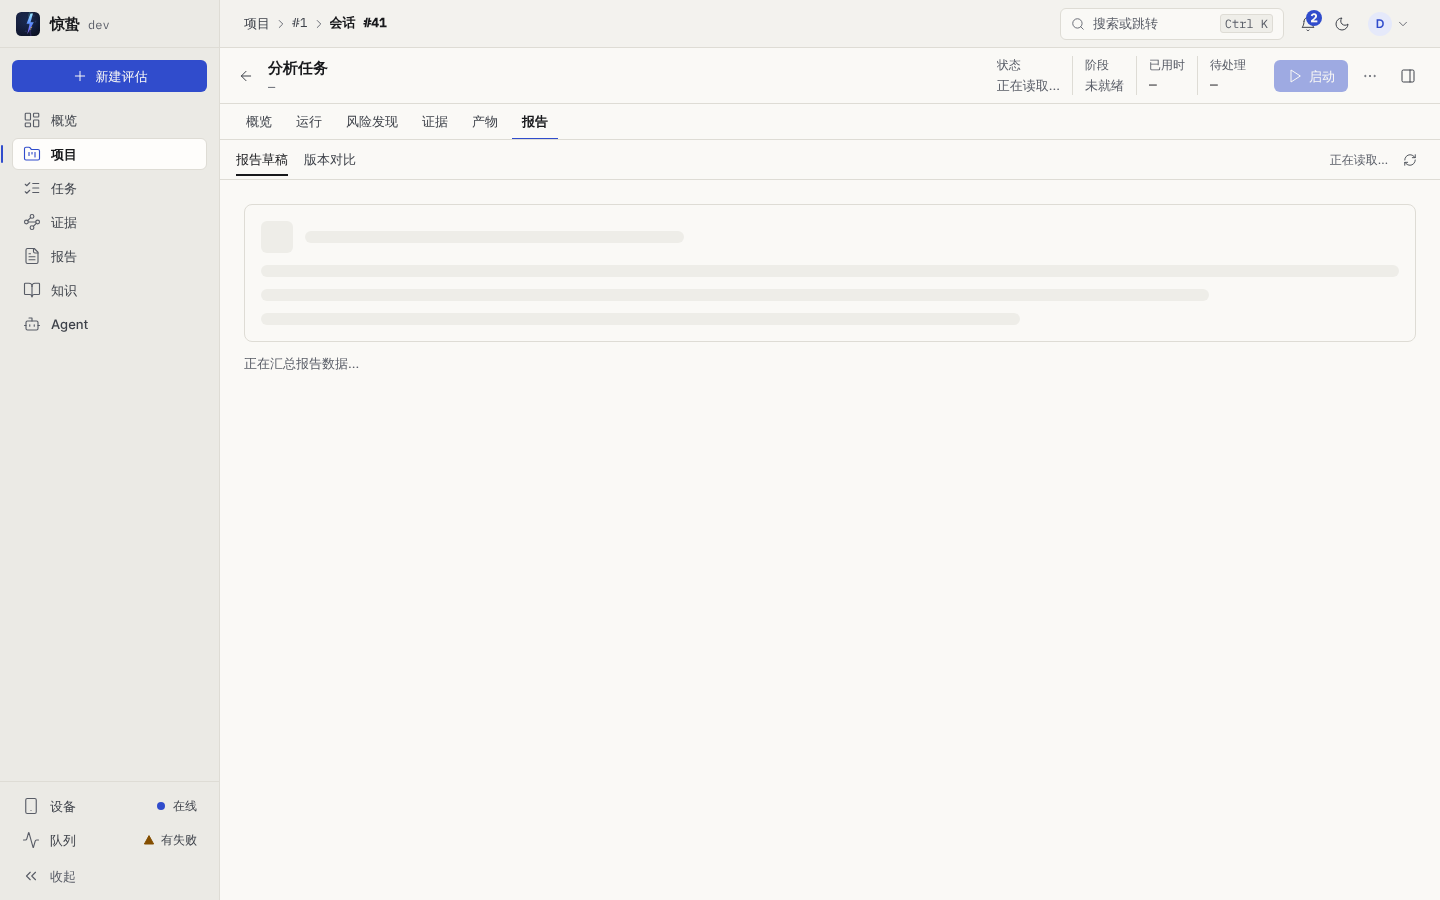 惊蛰 dev
项目 #1 会话 #41
搜索或跳转 Ctrl K
2
D
新建评估
概览
项目
任务
证据
报告
知识
Agent
设备 在线
队列 有失败
收起
分析任务
–
状态 正在读取...
阶段 未就绪
已用时 –
待处理 –
启动
概览 运行 风险发现 证据 产物 报告
报告草稿 版本对比 正在读取...
正在汇总报告数据...